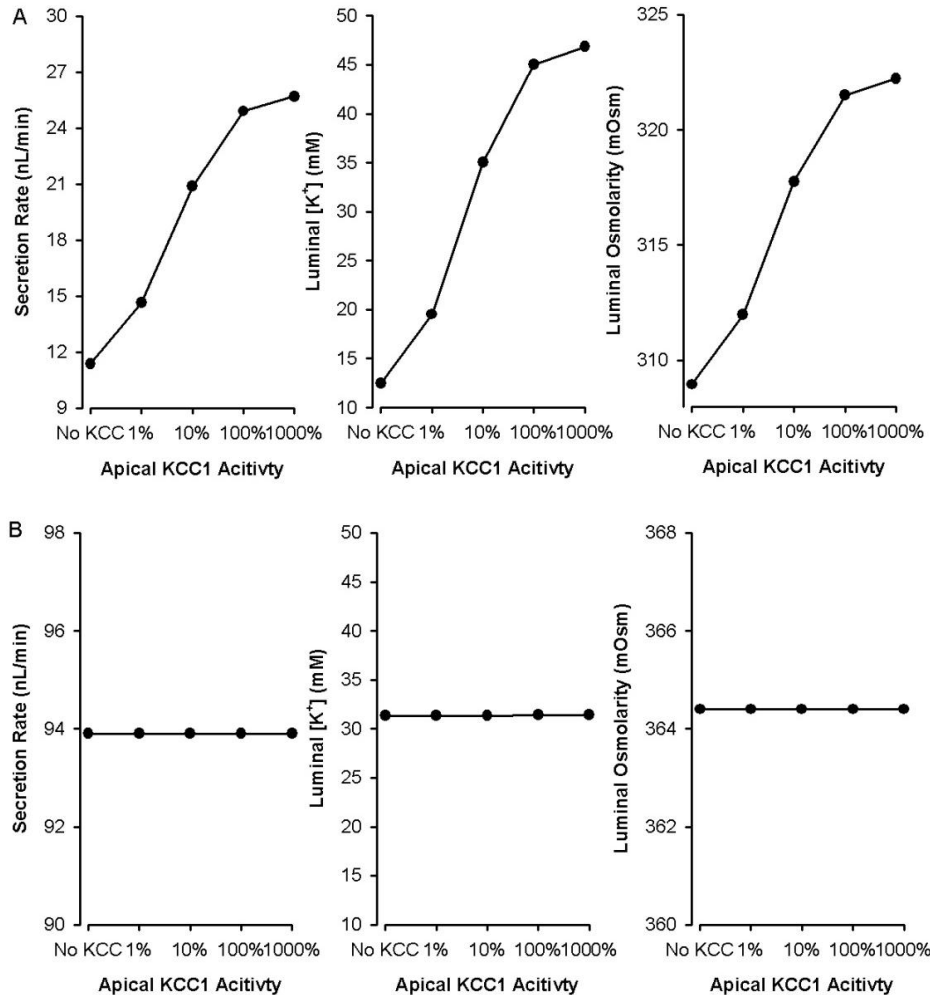 A
Secretion Rate (nL/min)
30
27
24
21
18
15
12
9
No KCC 1% 10% 100% 1000%
Apical KCC1 Acitivty
Luminal [K+] (mM)
50
45
40
35
30
25
20
15
10
No KCC 1% 10% 100% 1000%
Apical KCC1 Acitivty
Luminal Osmolarity (mOsm)
325
320
315
310
No KCC 1% 10% 100% 1000%
Apical KCC1 Acitivty
B
Secretion Rate (nL/min)
98
96
94
92
90
No KCC 1% 10% 100% 1000%
Apical KCC1 Acitivty
Luminal [K+] (mM)
50
45
40
35
30
25
20
15
10
No KCC 1% 10% 100% 1000%
Apical KCC1 Acitivty
Luminal Osmolarity (mOsm)
368
366
364
362
360
No KCC 1% 10% 100% 1000%
Apical KCC1 Acitivty